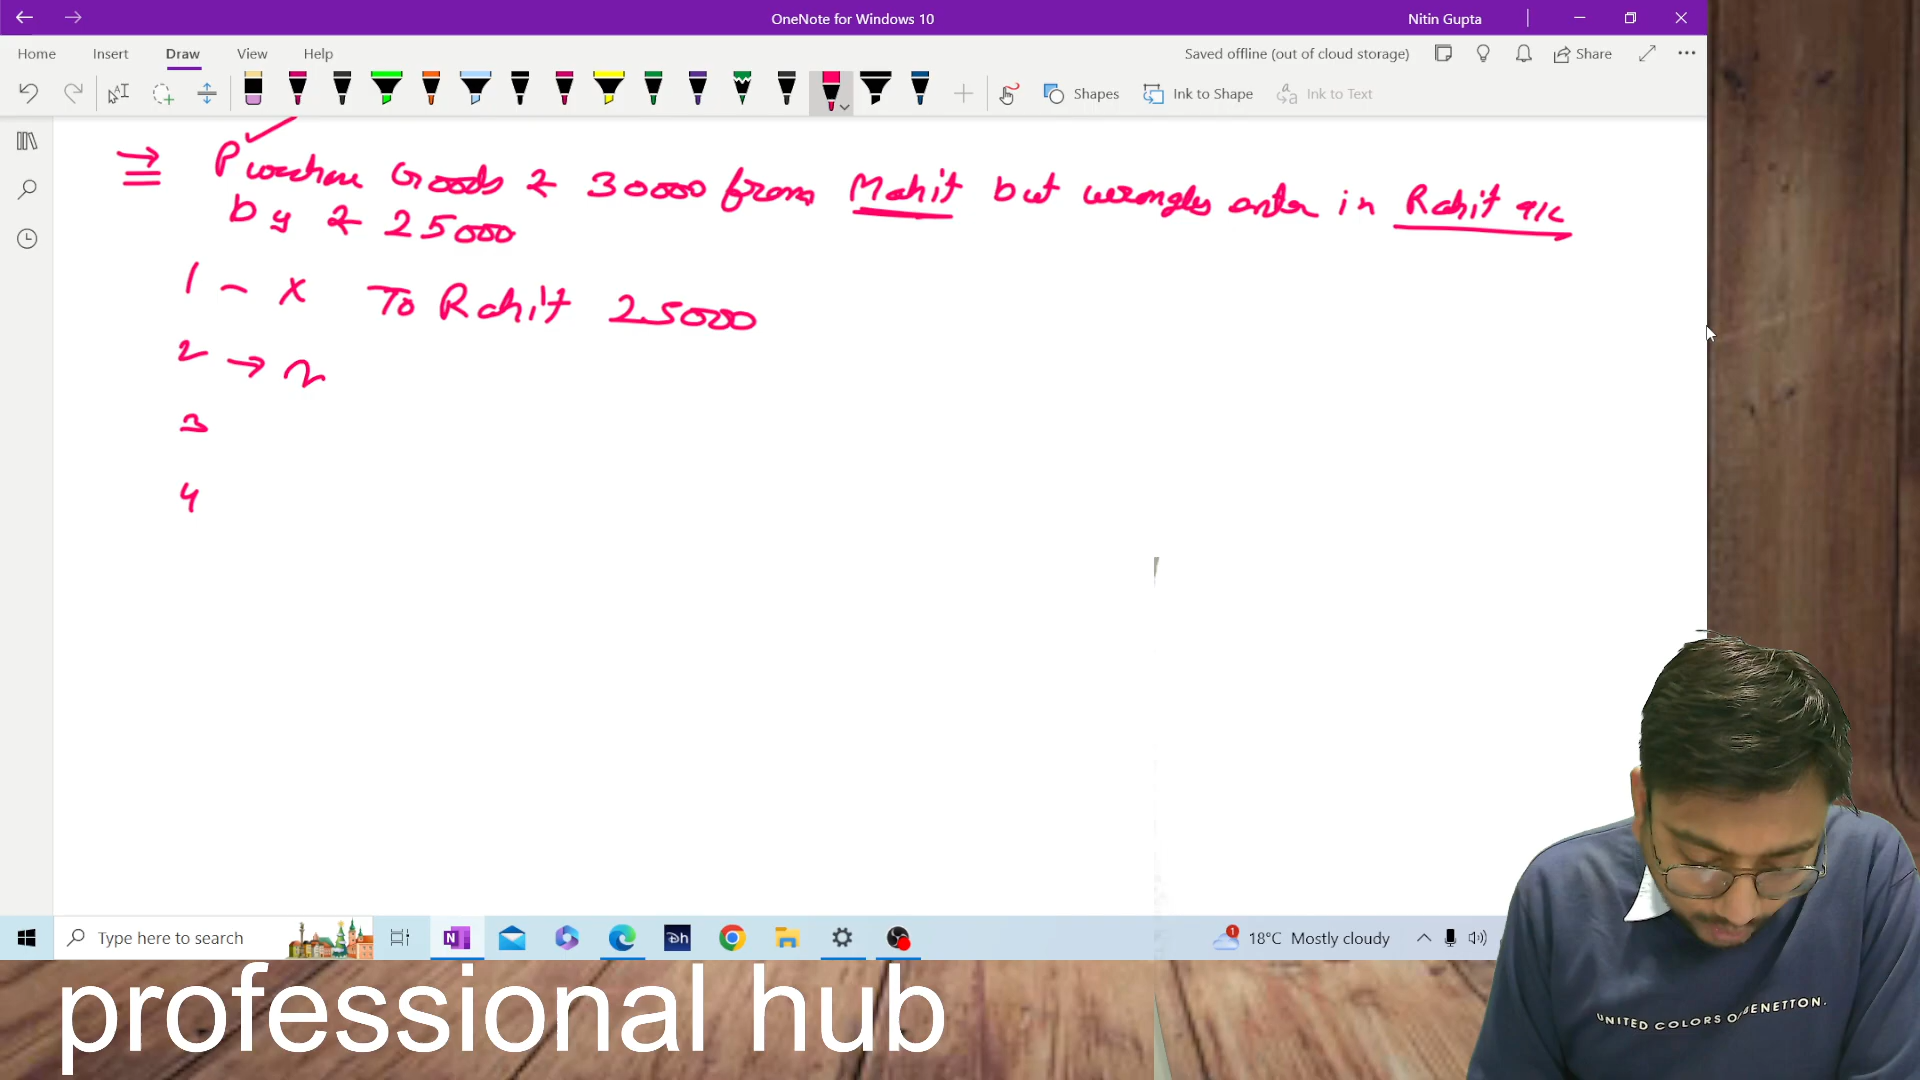 OneNote for Windows 10
Nitin Gupta
Home Insert Draw View Help
Saved offline (out of cloud storage)
Share
Shapes
Ink to Shape
Ink to Text
Purchase Goods ₹ 30000 from Mohit but wrongly enter in Rohit a/c
by ₹ 25000
1 - x To Rohit 25000
2 →
3
4
Type here to search
18°C Mostly cloudy
UNITED COLORS OF BENETTON.
professional hub